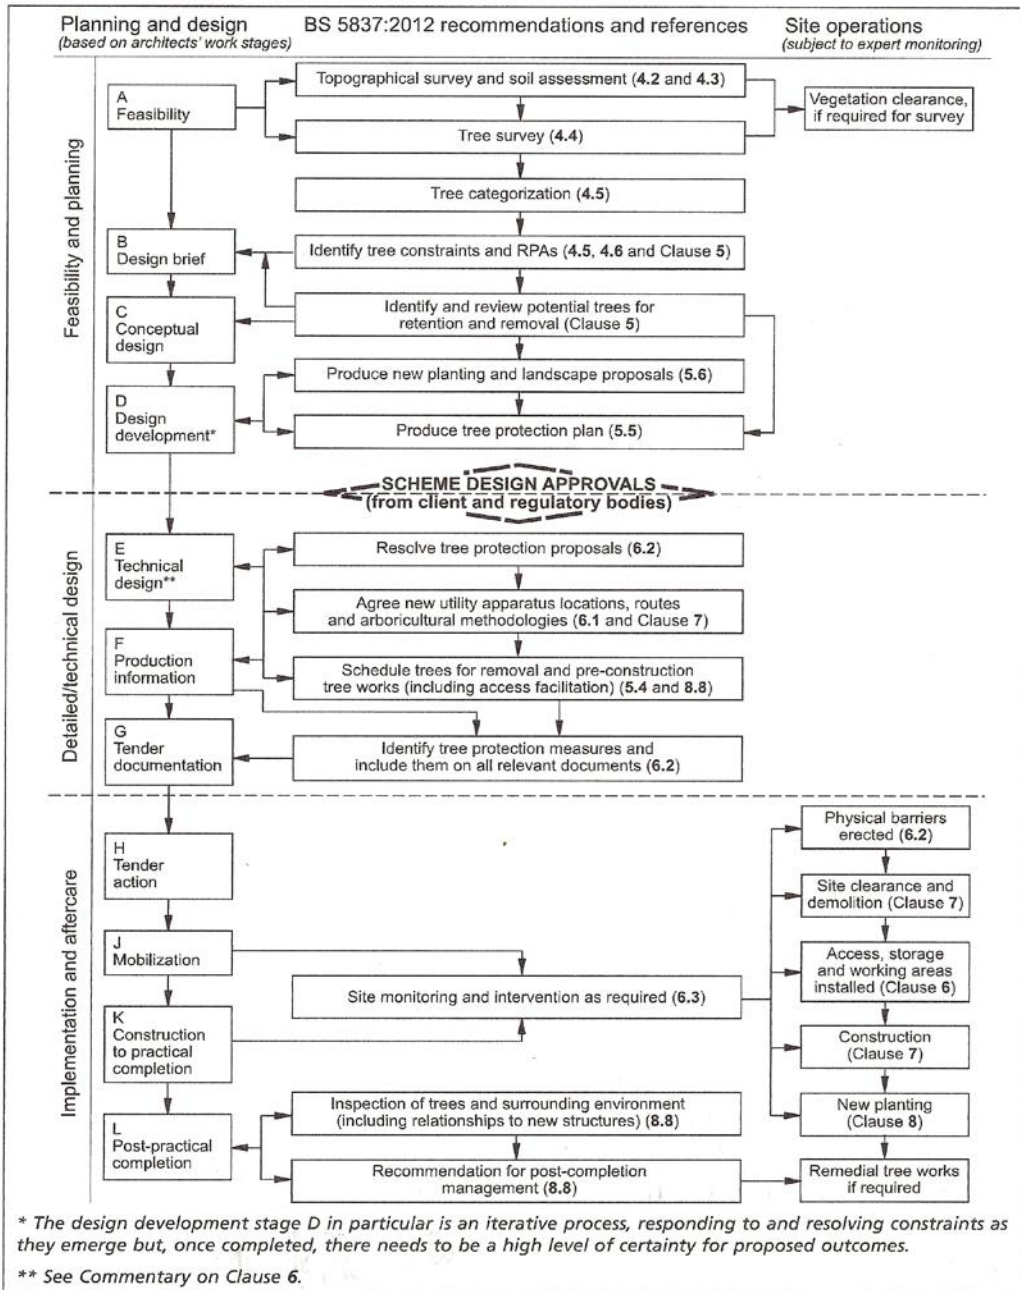 Planning and design
(based on architects' work stages)
BS 5837:2012 recommendations and references
Site operations
(subject to expert monitoring)
Feasibility and planning
A
Feasibility
Topographical survey and soil assessment (4.2 and 4.3)
Vegetation clearance,
if required for survey
Tree survey (4.4)
Tree categorization (4.5)
B
Design brief
Identify tree constraints and RPAs (4.5, 4.6 and Clause 5)
C
Conceptual
design
Identify and review potential trees for
retention and removal (Clause 5)
Produce new planting and landscape proposals (5.6)
D
Design
development*
Produce tree protection plan (5.5)
SCHEME DESIGN APPROVALS
(from client and regulatory bodies)
Detailed/technical design
E
Technical
design**
Resolve tree protection proposals (6.2)
Agree new utility apparatus locations, routes
and arboricultural methodologies (6.1 and Clause 7)
F
Production
information
Schedule trees for removal and pre-construction
tree works (including access facilitation) (5.4 and 8.8)
G
Tender
documentation
Identify tree protection measures and
include them on all relevant documents (6.2)
Implementation and aftercare
H
Tender
action
Physical barriers
erected (6.2)
Site clearance and
demolition (Clause 7)
J
Mobilization
Access, storage
and working areas
installed (Clause 6)
Site monitoring and intervention as required (6.3)
K
Construction
to practical
completion
Construction
(Clause 7)
L
Post-practical
completion
Inspection of trees and surrounding environment
(including relationships to new structures) (8.8)
New planting
(Clause 8)
Recommendation for post-completion
management (8.8)
Remedial tree works
if required
* The design development stage D in particular is an iterative process, responding to and resolving constraints as
they emerge but, once completed, there needs to be a high level of certainty for proposed outcomes.
** See Commentary on Clause 6.